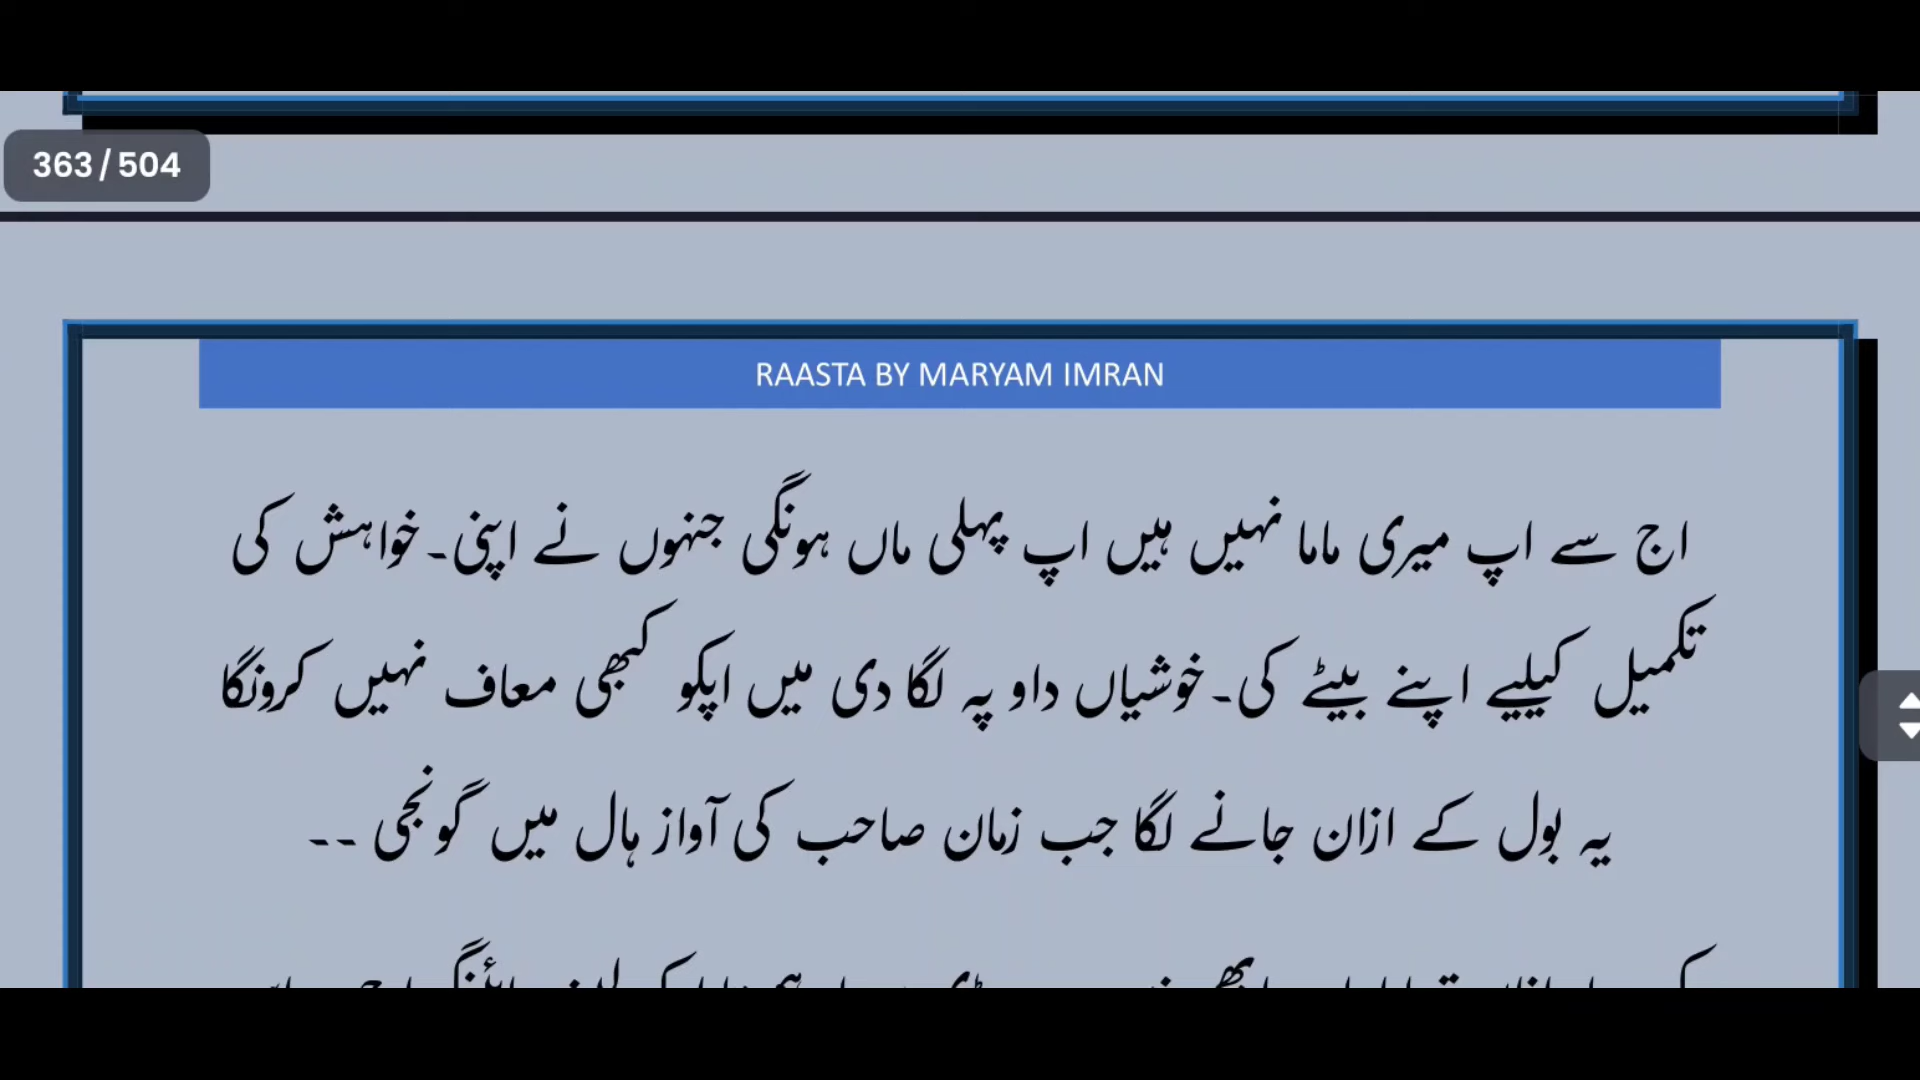 363/504
RAASTA BY MARYAM IMRAN
اج سے اپ میری ماما نہیں ہیں اپ پہلی ماں ہونگی جنہوں نے اپنی۔خواہش کی
تکمیل کیلیے اپنے بیٹے کی۔خوشیاں داو پہ لگا دی میں اپکو کبھی معاف نہیں کرونگا
یہ بول کے ازان جانے لگا جب زمان صاحب کی آواز ہال میں گونجی --